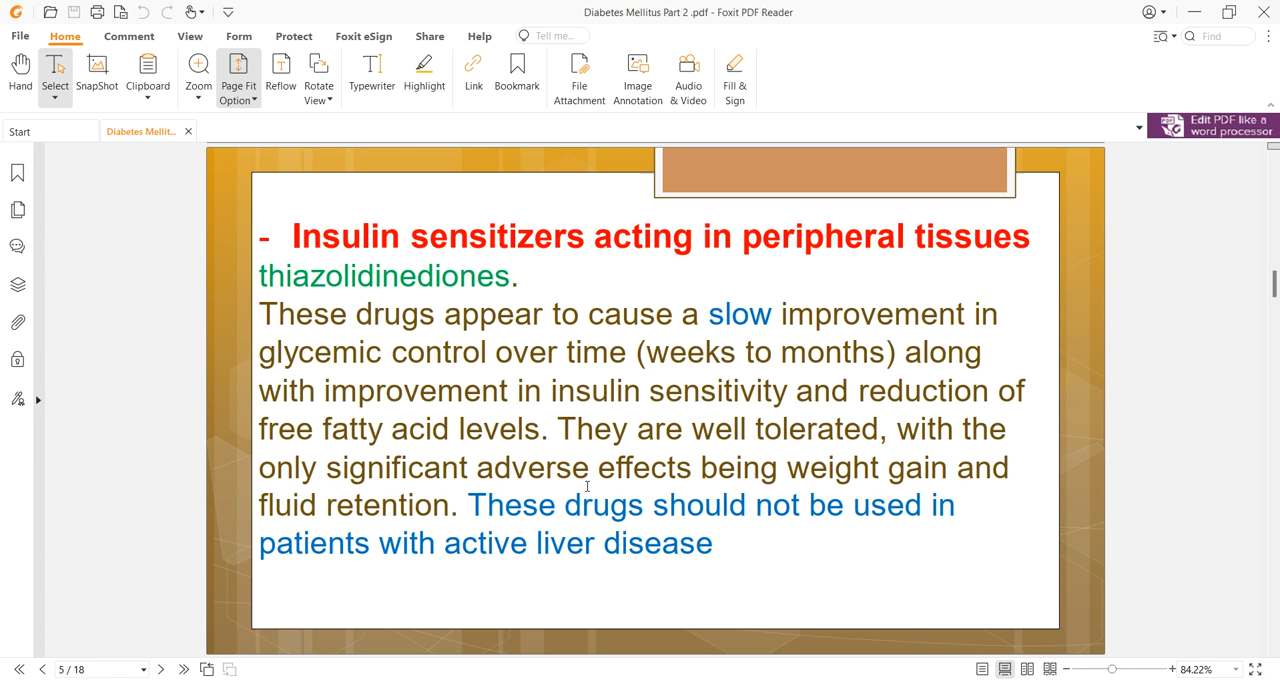 Diabetes Mellitus Part 2 .pdf - Foxit PDF Reader
File Home Comment View Form Protect Foxit eSign Share Help Tell me... Find
Hand Select SnapShot Clipboard Zoom Page Fit Option Reflow Rotate View Typewriter Highlight Link Bookmark File Attachment Image Annotation Audio & Video Fill & Sign
Start Diabetes Mellit... Edit PDF like a word processor
- Insulin sensitizers acting in peripheral tissues
thiazolidinediones.
These drugs appear to cause a slow improvement in
glycemic control over time (weeks to months) along
with improvement in insulin sensitivity and reduction of
free fatty acid levels. They are well tolerated, with the
only significant adverse effects being weight gain and
fluid retention. These drugs should not be used in
patients with active liver disease
5 / 18 84.22%